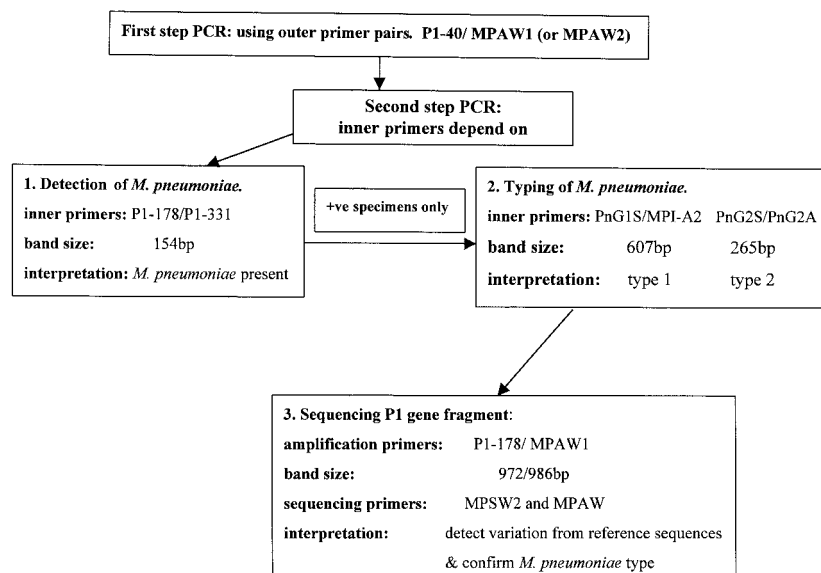 First step PCR: using outer primer pairs. P1-40/ MPAW1 (or MPAW2)
Second step PCR:
inner primers depend on
1. Detection of M. pneumoniae.
inner primers: P1-178/P1-331
band size: 154bp
interpretation: M. pneumoniae present
+ve specimens only
2. Typing of M. pneumoniae.
inner primers: PnG1S/MPI-A2 PnG2S/PnG2A
band size: 607bp 265bp
interpretation: type 1 type 2
3. Sequencing P1 gene fragment:
amplification primers: P1-178/ MPAW1
band size: 972/986bp
sequencing primers: MPSW2 and MPAW
interpretation: detect variation from reference sequences
& confirm M. pneumoniae type